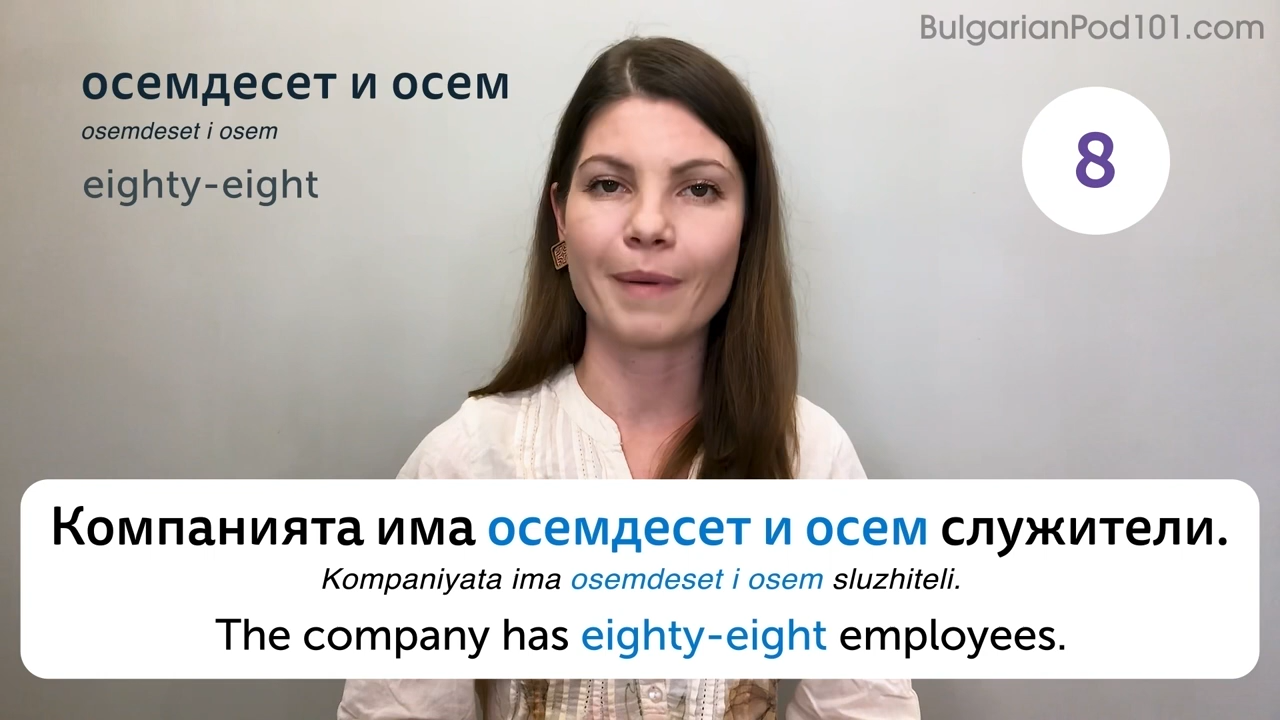 BulgarianPod101.com
осемдесет и осем
osemdeset i osem
eighty-eight
8
Компанията има осемдесет и осем служители.
Kompaniyata ima osemdeset i osem sluzhiteli.
The company has eighty-eight employees.